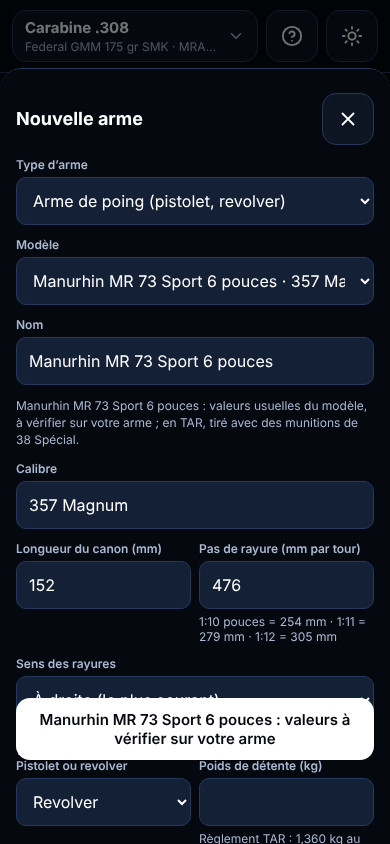 Carabine .308
Federal GMM 175 gr SMK · MRA...
Nouvelle arme
Type d'arme
Arme de poing (pistolet, revolver)
Modèle
Manurhin MR 73 Sport 6 pouces · 357 Ma
Nom
Manurhin MR 73 Sport 6 pouces
Manurhin MR 73 Sport 6 pouces : valeurs usuelles du modèle,
à vérifier sur votre arme ; en TAR, tiré avec des munitions de
38 Spécial.
Calibre
357 Magnum
Longueur du canon (mm)
Pas de rayure (mm par tour)
152
476
1:10 pouces = 254 mm · 1:11 =
279 mm · 1:12 = 305 mm
Sens des rayures
À droite (le plus courant)
Manurhin MR 73 Sport 6 pouces : valeurs à
vérifier sur votre arme
Pistolet ou revolver
Poids de détente (kg)
Revolver
Règlement TAR : 1,360 kg au